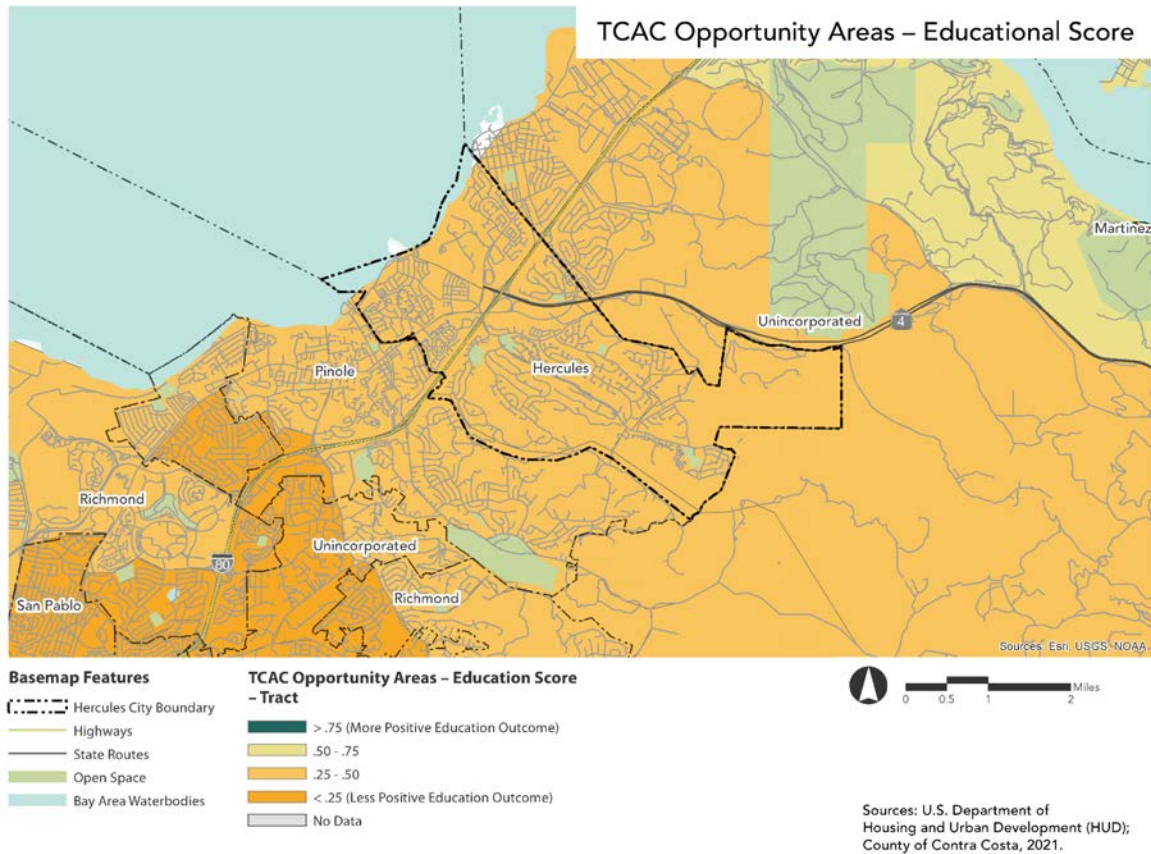 TCAC Opportunity Areas – Educational Score
Martinez
Unincorporated
4
Hercules
Pinole
Richmond
Unincorporated
80
Richmond
San Pablo
Sources: Esri, USGS, NOAA
Basemap Features
Hercules City Boundary
Highways
State Routes
Open Space
Bay Area Waterbodies
TCAC Opportunity Areas – Education Score
– Tract
> .75 (More Positive Education Outcome)
.50 - .75
.25 - .50
< .25 (Less Positive Education Outcome)
No Data
0 0.5 1 2 Miles
Sources: U.S. Department of
Housing and Urban Development (HUD);
County of Contra Costa, 2021.